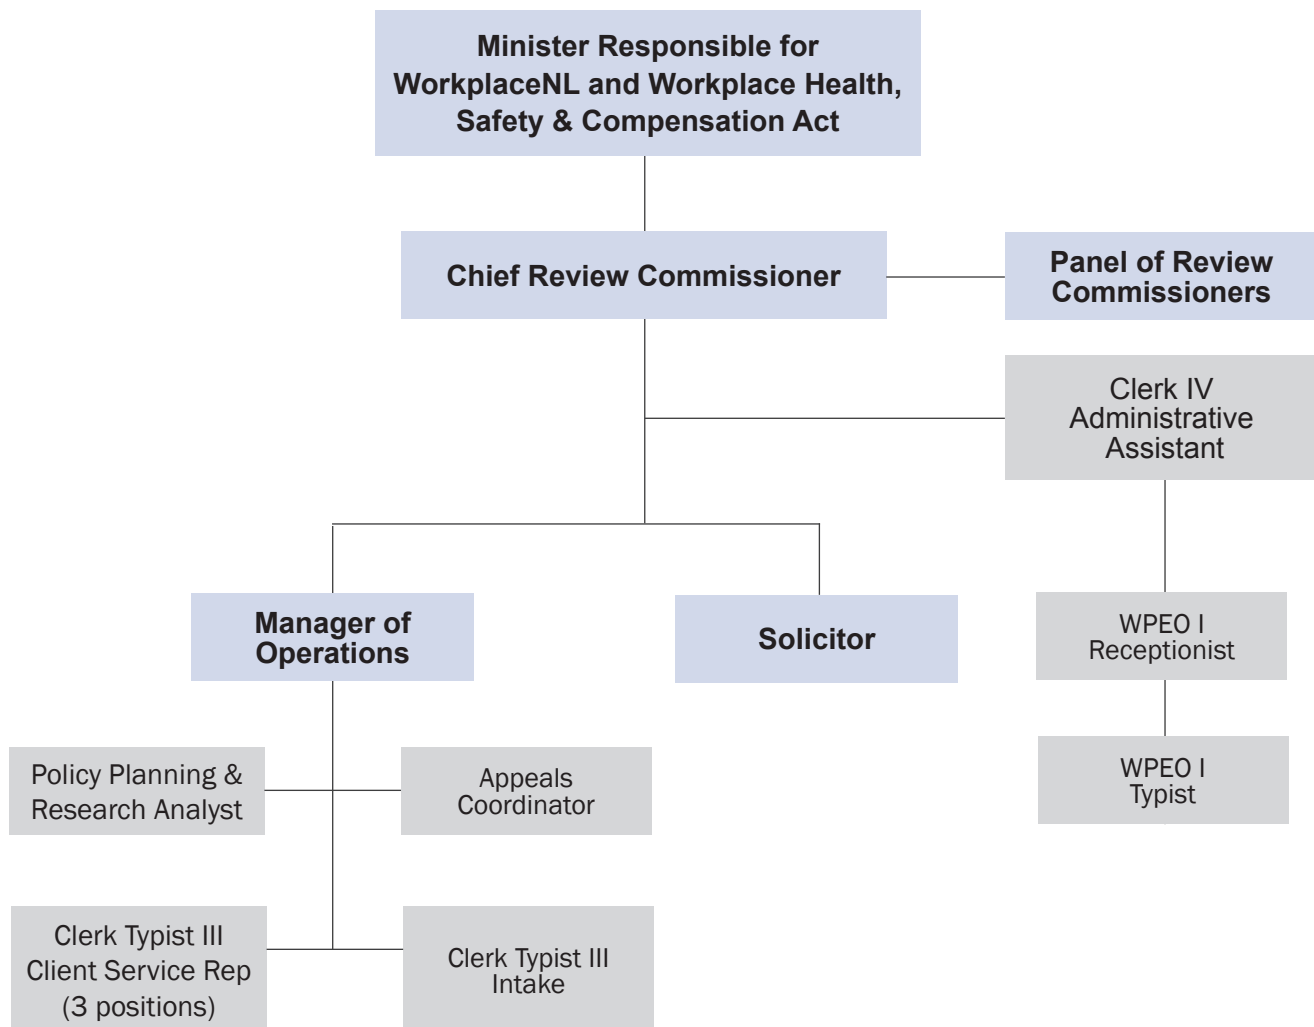 Minister Responsible for
WorkplaceNL and Workplace Health,
Safety & Compensation Act
Chief Review Commissioner
Panel of Review
Commissioners
Clerk IV
Administrative
Assistant
Manager of
Operations
Solicitor
WPEO I
Receptionist
Policy Planning &
Research Analyst
Appeals
Coordinator
WPEO I
Typist
Clerk Typist III
Client Service Rep
(3 positions)
Clerk Typist III
Intake